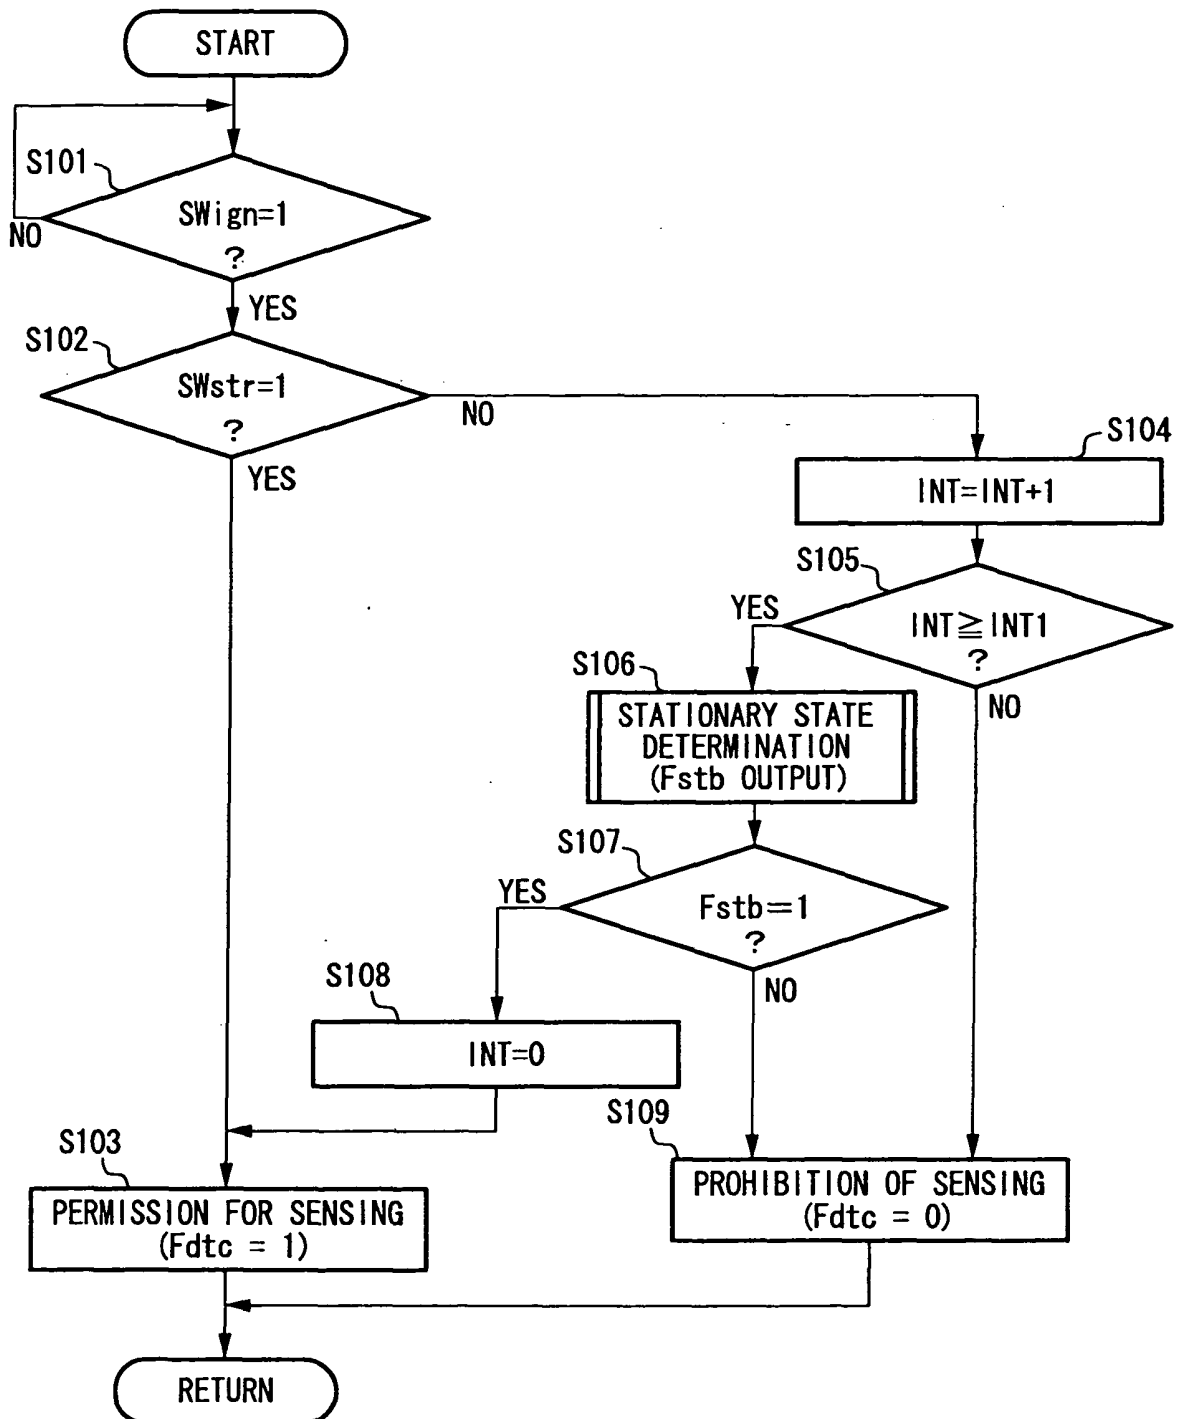 START
S101
SWign=1
?
NO
YES
S102
SWstr=1
?
NO
YES
S104
INT=INT+1
S105
YES
INT≧INT1
?
NO
S106
STATIONARY STATE
DETERMINATION
(Fstb OUTPUT)
S107
YES
Fstb=1
?
NO
S108
INT=0
S109
S103
PERMISSION FOR SENSING
(Fdtc = 1)
PROHIBITION OF SENSING
(Fdtc = 0)
RETURN